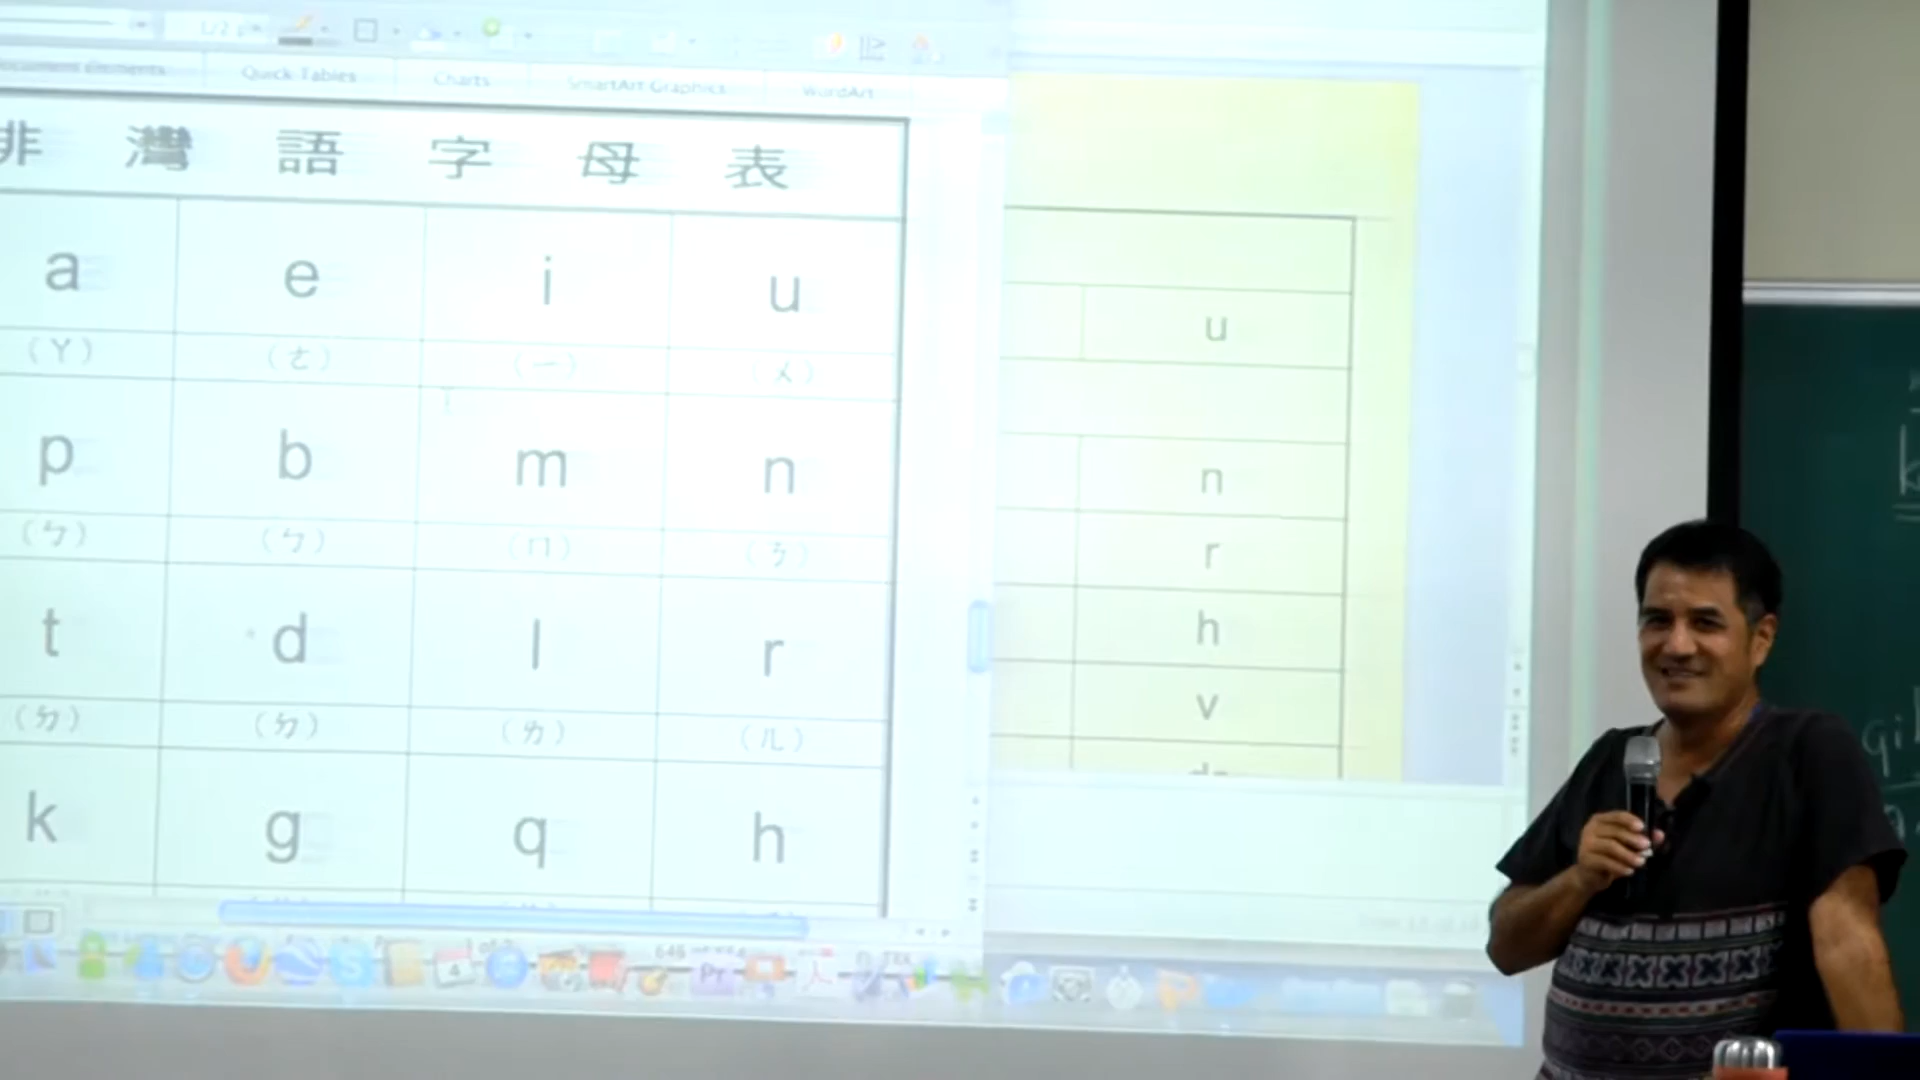 Quick Tables Charts SmartArt Graphics WordArt
排 灣 語 字 母 表
a e i u
(ㄚ) (ㄜ) (ㄧ) (ㄨ)
p b m n
(ㄅ) (ㄅ) (ㄇ) (ㄋ)
t d l r
(ㄉ) (ㄉ) (ㄌ) (ㄦ)
k g q h
u
n
r
h
v
k